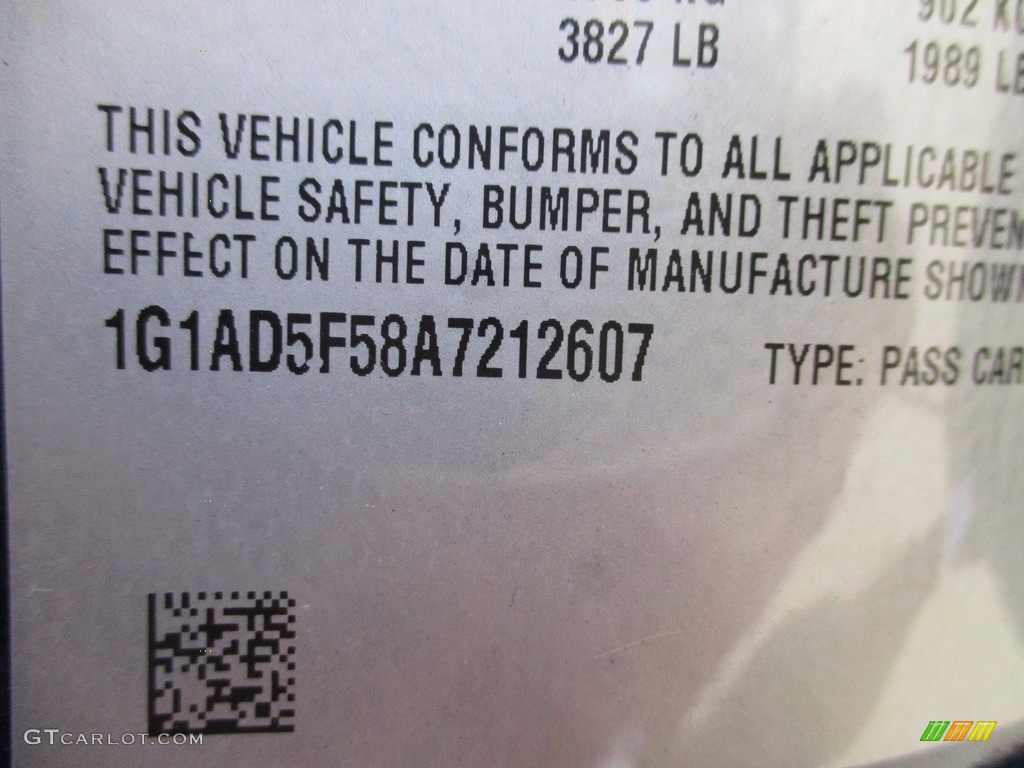 3827 LB
1989 LB
THIS VEHICLE CONFORMS TO ALL APPLICABLE
VEHICLE SAFETY, BUMPER, AND THEFT PREVEN
EFFECT ON THE DATE OF MANUFACTURE SHOWN
1G1AD5F58A7212607 TYPE: PASS CAR
GTCARLOT.COM